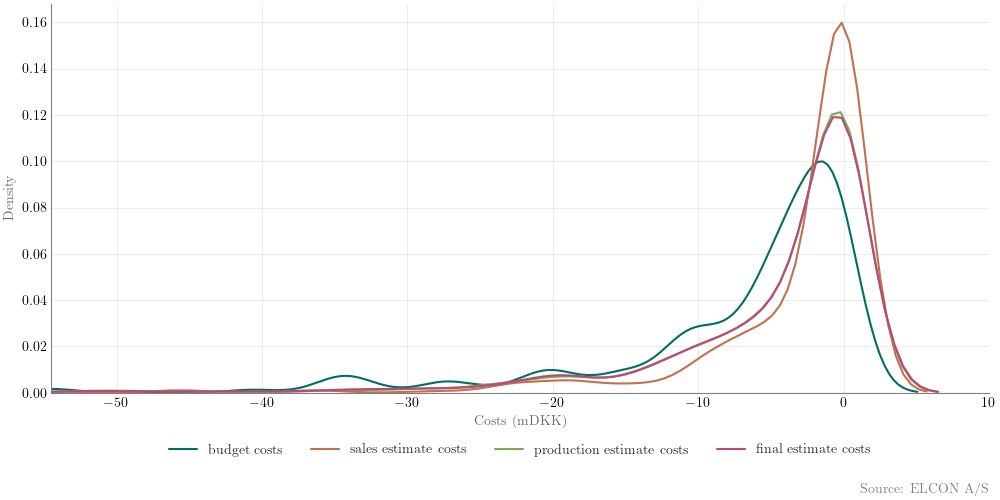 0.16
0.14
0.12
0.10
0.08
0.06
0.04
0.02
0.00
Density
−50 −40 −30 −20 −10 0 10
Costs (mDKK)
budget costs sales estimate costs production estimate costs final estimate costs
Source: ELCON A/S